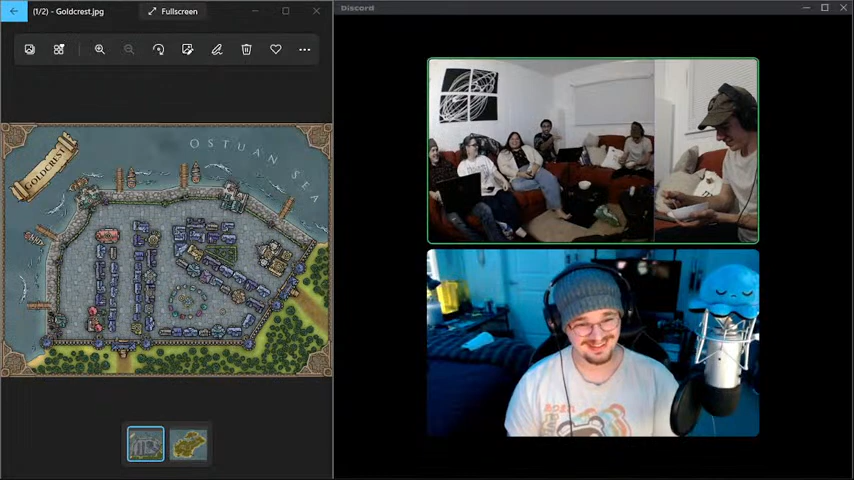 (1/2) - Goldcrest.jpg
Fullscreen
Discord
GOLDCREST
OSTUAN SEA